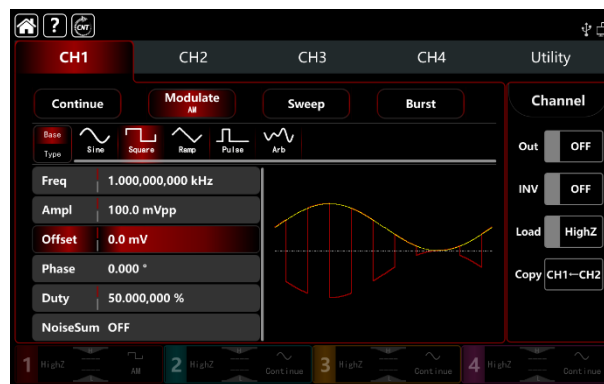 ? CNT
CH1 CH2 CH3 CH4 Utility
Continue Modulate Sweep Burst Channel
AM
Base
Type Sine Square Ramp Pulse Arb
Out OFF
Freq 1.000,000,000 kHz
INV OFF
Ampl 100.0 mVpp
Offset 0.0 mV
Load HighZ
Phase 0.000 °
Copy CH1←CH2
Duty 50.000,000 %
NoiseSum OFF
1 HighZ AM 2 HighZ Continue 3 HighZ Continue 4 HighZ Continue